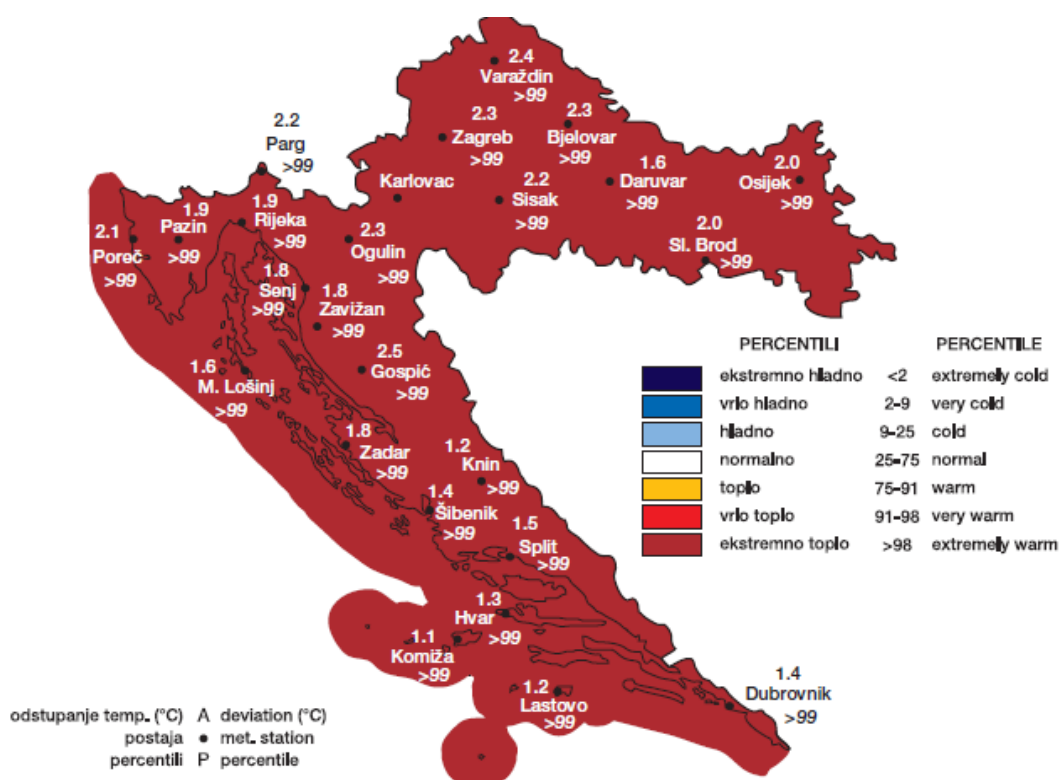 2.4
Varaždin
>99
2.3
Zagreb
>99
2.3
Bjelovar
>99
2.2
Parg
>99
1.6
Daruvar
>99
2.0
Osijek
>99
Karlovac
2.2
Sisak
>99
1.9
Rijeka
>99
1.9
Pazin
>99
2.1
Poreč
>99
2.3
Ogulin
>99
2.0
Sl. Brod
>99
1.8
Senj
>99
1.8
Zavižan
>99
1.6
M. Lošinj
>99
2.5
Gospić
>99
1.8
Zadar
>99
1.2
Knin
>99
1.4
Šibenik
>99
1.5
Split
>99
1.3
Hvar
>99
1.1
Komiža
>99
1.2
Lastovo
>99
1.4
Dubrovnik
>99
PERCENTILI PERCENTILE
ekstremno hladno <2 extremely cold
vrlo hladno 2–9 very cold
hladno 9–25 cold
normalno 25–75 normal
toplo 75–91 warm
vrlo toplo 91–98 very warm
ekstremno toplo >98 extremely warm
odstupanje temp. (°C) A deviation (°C)
postaja ● met. station
percentili P percentile